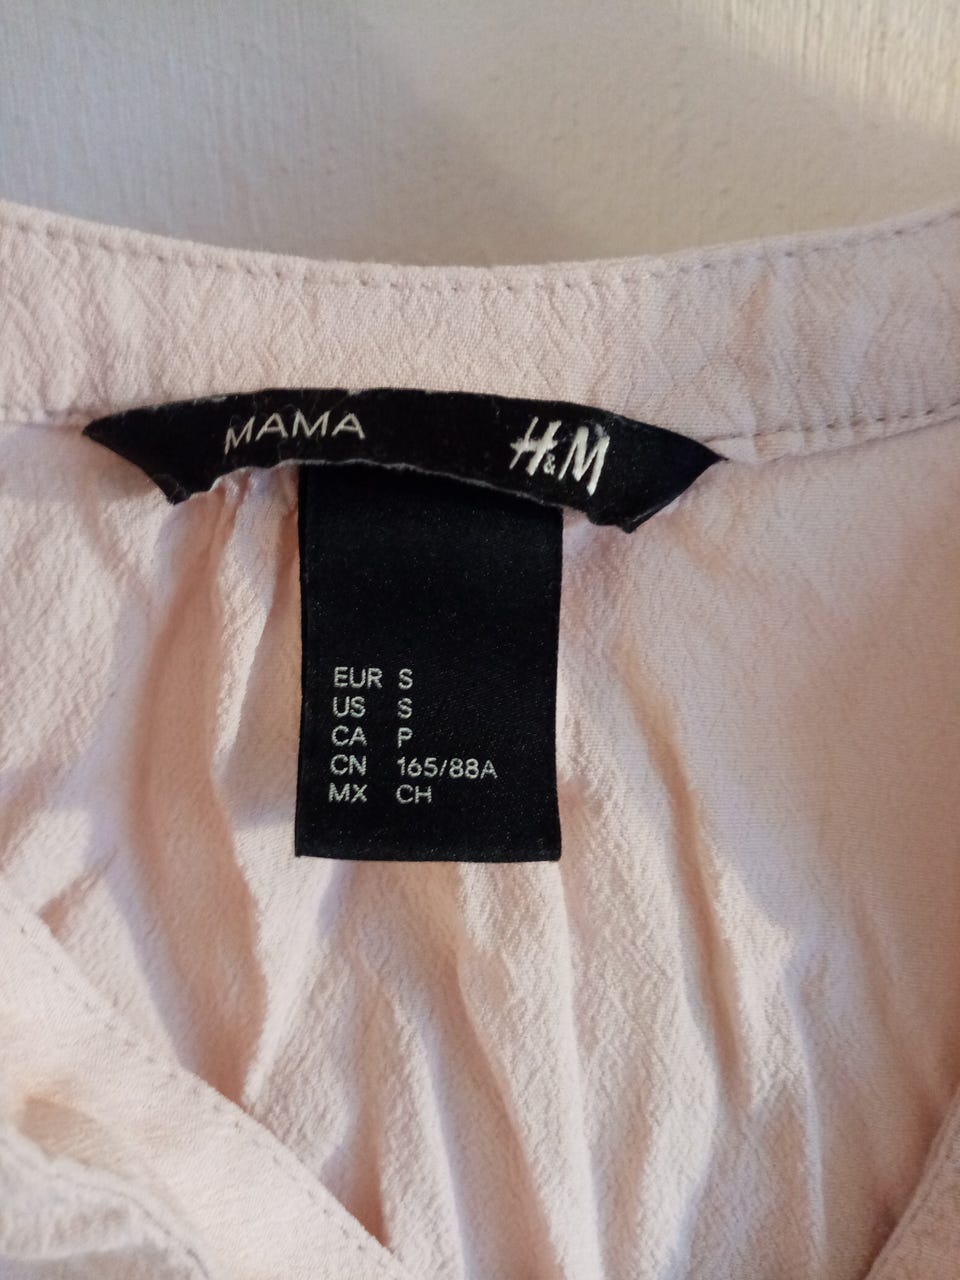 MAMA H&M
EUR S
US S
CA P
CN 165/88A
MX CH